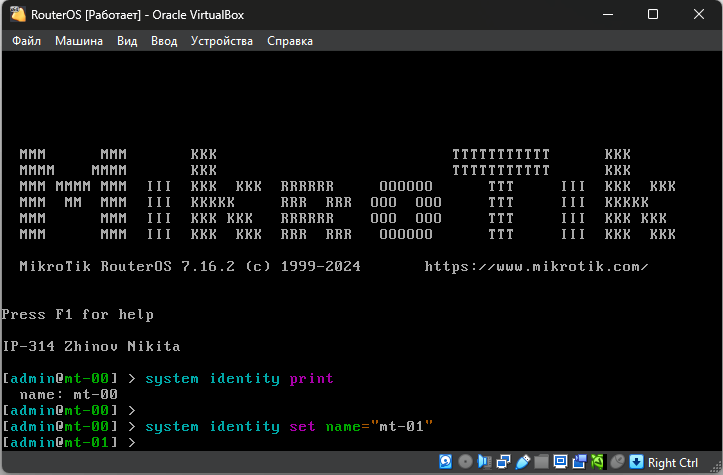 RouterOS [Работает] - Oracle VirtualBox
Файл Машина Вид Ввод Устройства Справка
MMM MMM KKK TTTTTTTTTTT KKK
MMMM MMMM KKK TTTTTTTTTTT KKK
MMM MMMM MMM III KKK KKK RRRRRR OOOOOO TTT III KKK KKK
MMM MM MMM III KKKKK RRR RRR OOO OOO TTT III KKKKK
MMM MMM III KKK KKK RRRRRR OOO OOO TTT III KKK KKK
MMM MMM III KKK KKK RRR RRR OOOOOO TTT III KKK KKK
MikroTik RouterOS 7.16.2 (c) 1999-2024 https://www.mikrotik.com/
Press F1 for help
IP-314 Zhinov Nikita
[admin@mt-00] > system identity print
name: mt-00
[admin@mt-00] >
[admin@mt-00] > system identity set name="mt-01"
[admin@mt-01] >
Right Ctrl